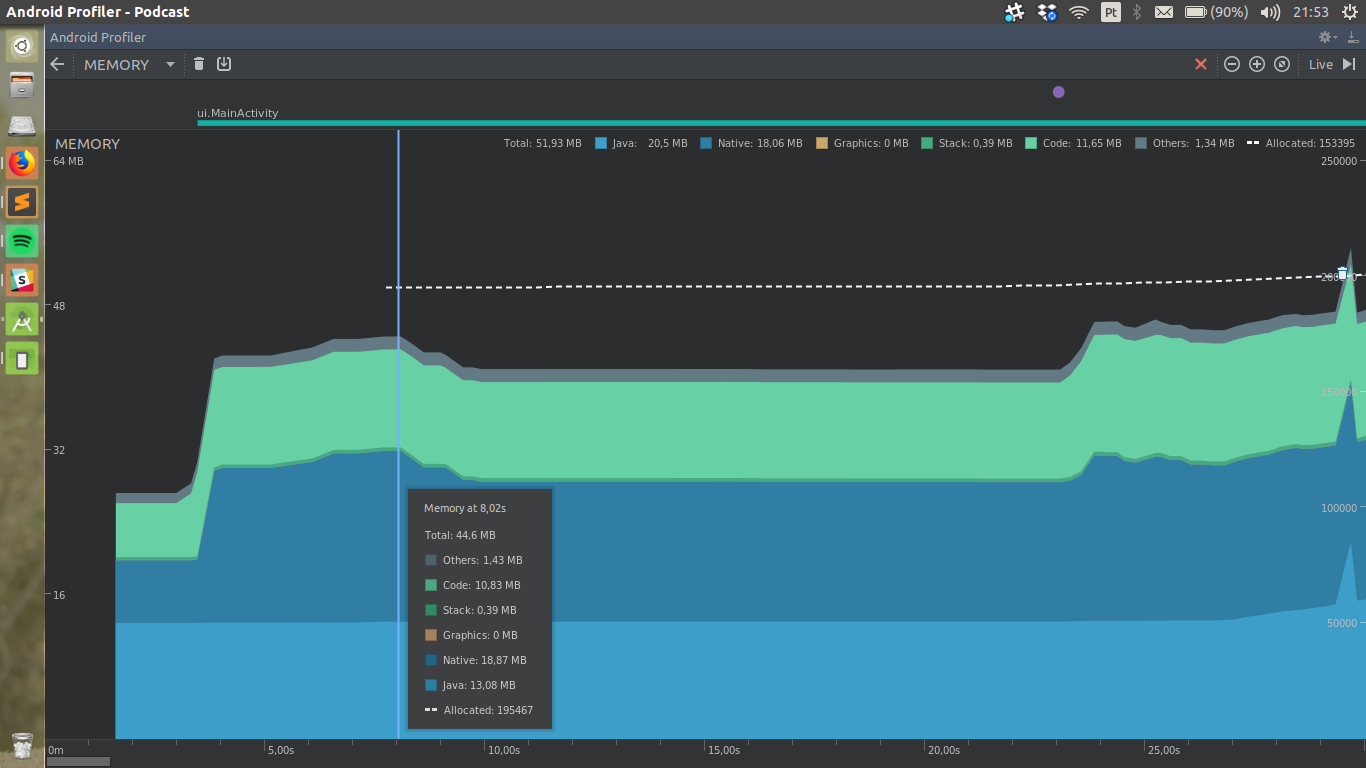 Android Profiler - Podcast
Pt
(90%)
21:53
Android Profiler
MEMORY
Live
ui.MainActivity
MEMORY
Total: 51,93 MB
Java: 20,5 MB
Native: 18,06 MB
Graphics: 0 MB
Stack: 0,39 MB
Code: 11,65 MB
Others: 1,34 MB
Allocated: 153395
64 MB
250000
48
32
150000
100000
16
50000
Memory at 8,02s
Total: 44,6 MB
Others: 1,43 MB
Code: 10,83 MB
Stack: 0,39 MB
Graphics: 0 MB
Native: 18,87 MB
Java: 13,08 MB
Allocated: 195467
0m
5,00s
10,00s
15,00s
20,00s
25,00s